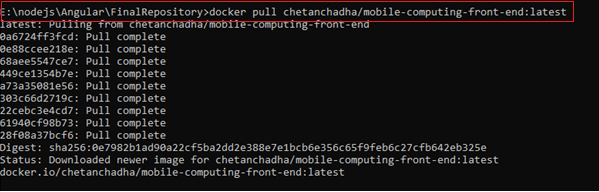 E:\nodejs\Angular\FinalRepository>docker pull chetanchadha/mobile-computing-front-end:latest
latest: Pulling from chetanchadha/mobile-computing-front-end
0a6724ff3fcd: Pull complete
0e88ccee218e: Pull complete
68aee5547ce7: Pull complete
449ce1354b7e: Pull complete
a73a35081e56: Pull complete
303c66d2719c: Pull complete
22cebc3e4cd7: Pull complete
61940cf98b73: Pull complete
28f08a37bcf6: Pull complete
Digest: sha256:0e7982b1ad90a22cf5ba2dd2e388e7e1bcb6e356c65f9feb6c27cfb642eb325e
Status: Downloaded newer image for chetanchadha/mobile-computing-front-end:latest
docker.io/chetanchadha/mobile-computing-front-end:latest